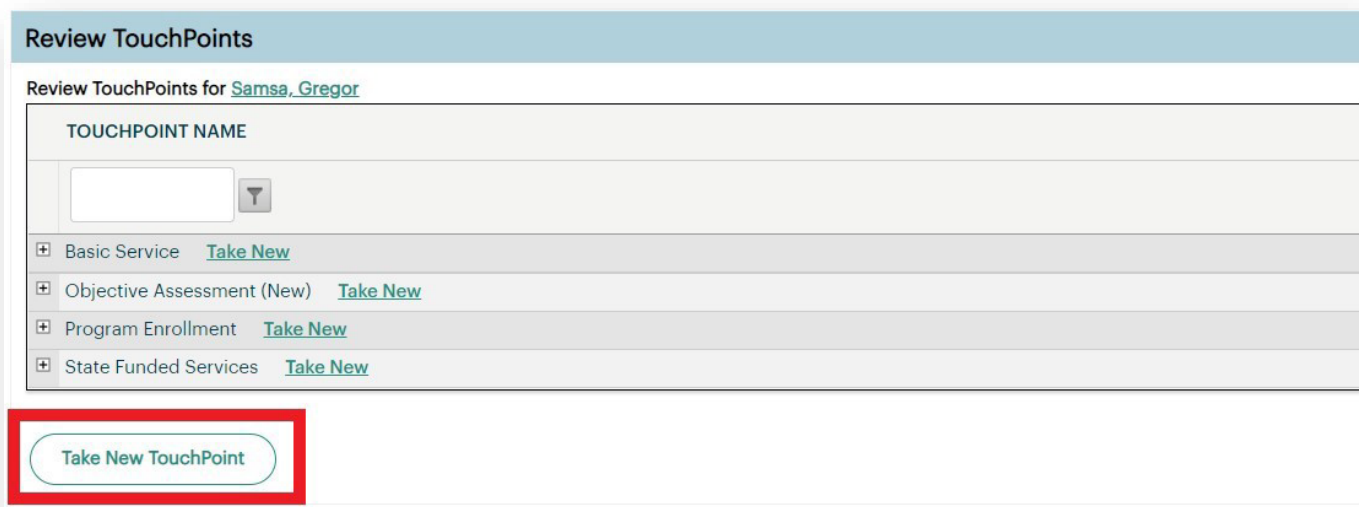 Review TouchPoints
Review TouchPoints for Samsa, Gregor
TOUCHPOINT NAME
Basic Service Take New
Objective Assessment (New) Take New
Program Enrollment Take New
State Funded Services Take New
Take New TouchPoint